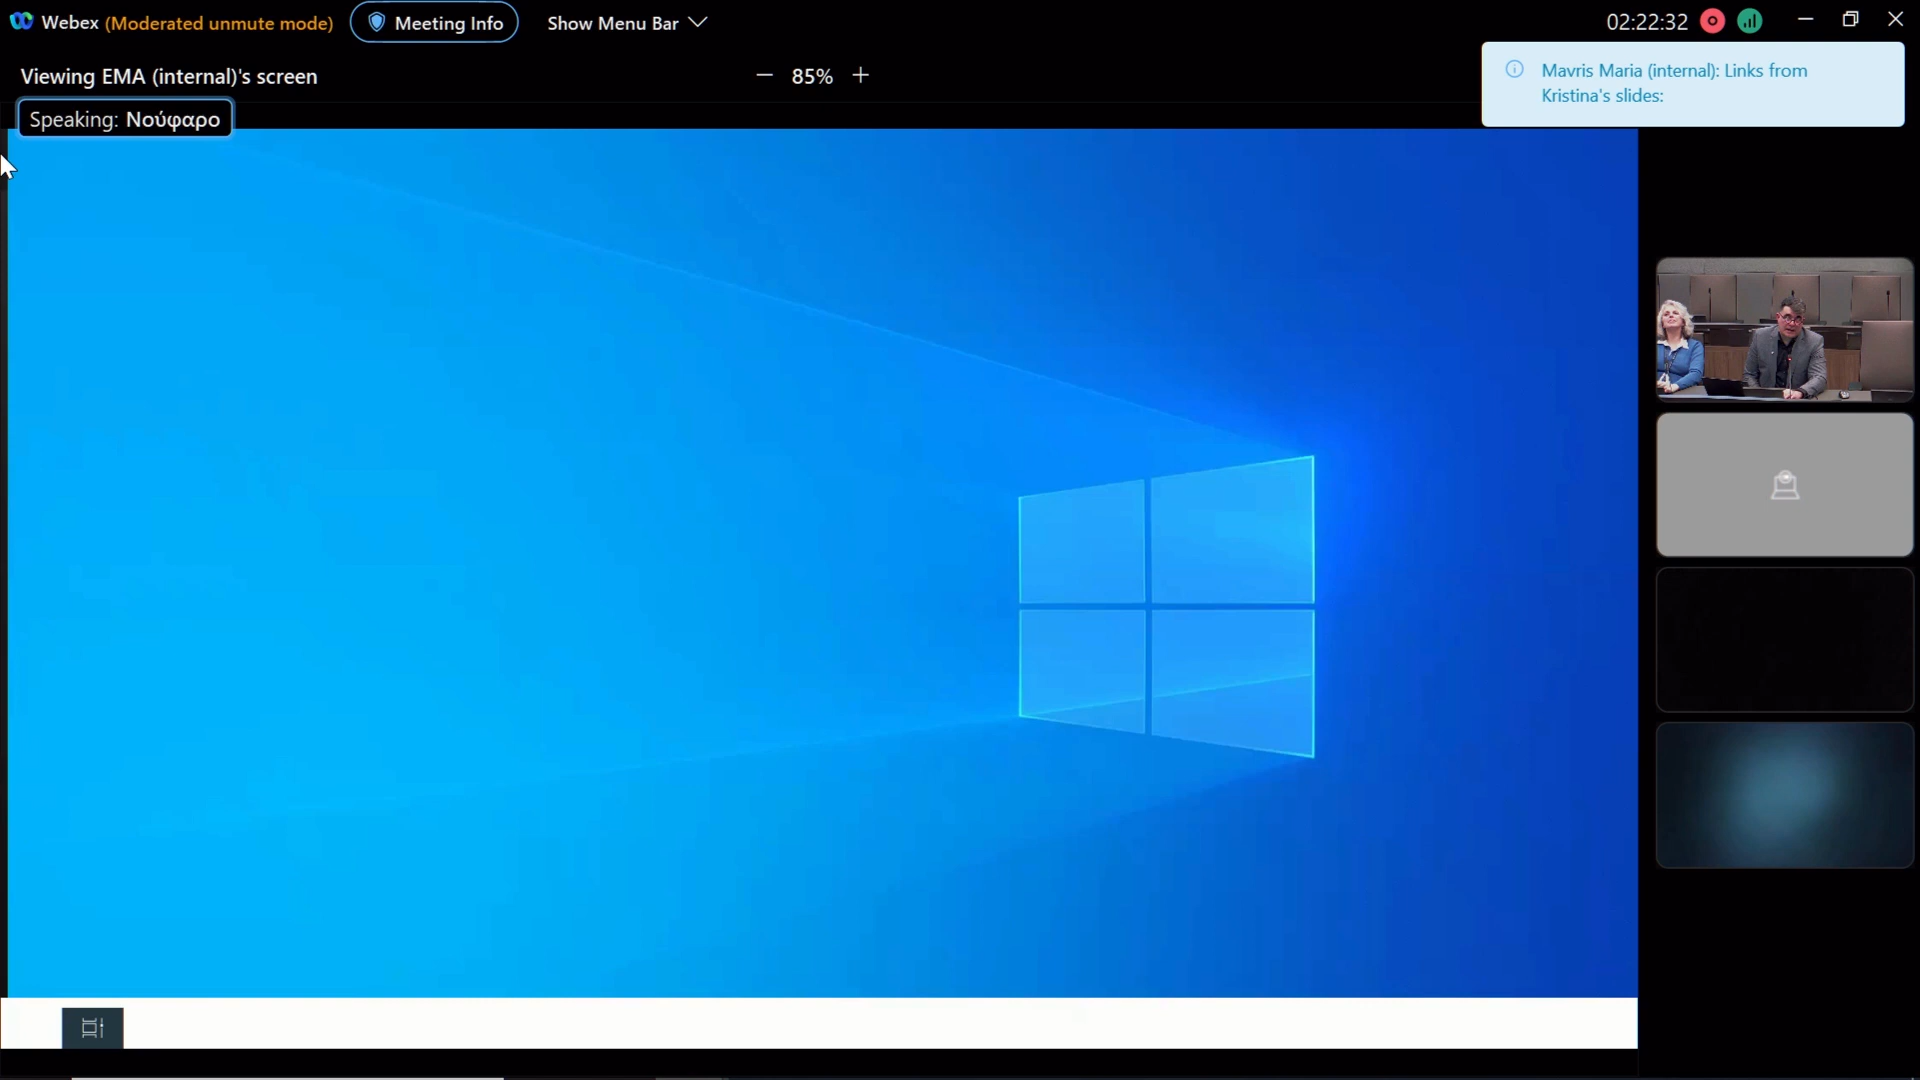 Webex (Moderated unmute mode) Meeting Info Show Menu Bar 02:22:32
Viewing EMA (internal)'s screen 85%
Mavris Maria (internal): Links from
Kristina's slides:
Speaking: Νούφαρο